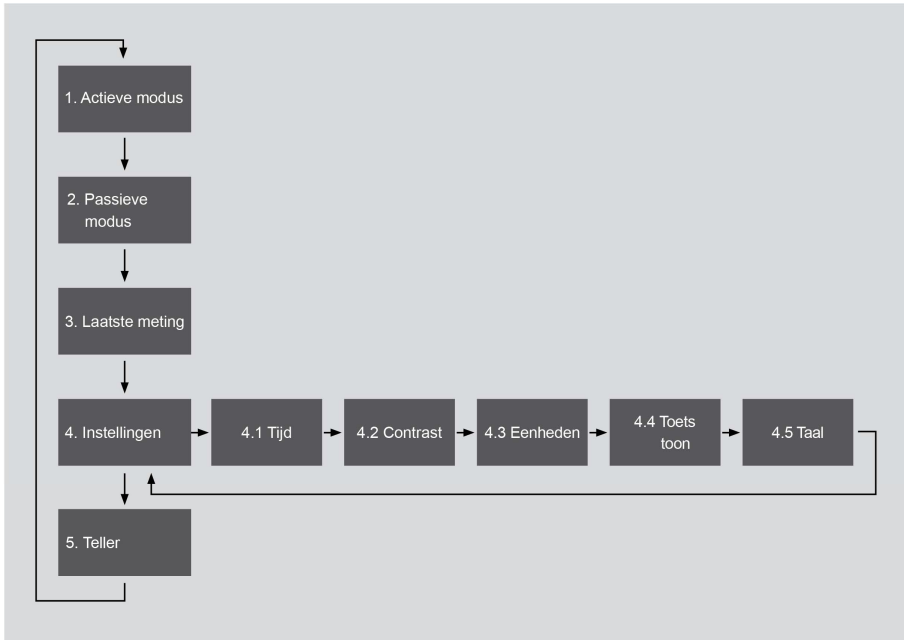 1. Actieve modus
2. Passieve
modus
3. Laatste meting
4. Instellingen
4.1 Tijd
4.2 Contrast
4.3 Eenheden
4.4 Toets
toon
4.5 Taal
5. Teller